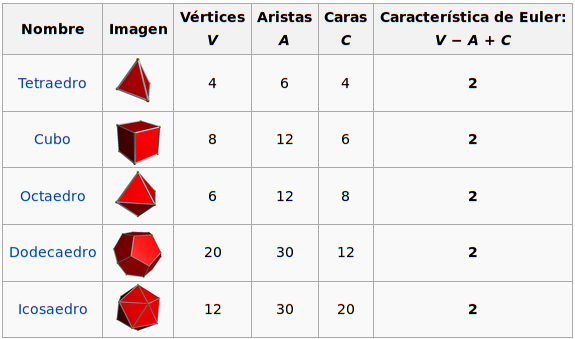 Nombre Imagen Vértices V Aristas A Caras C Característica de Euler: V − A + C
Tetraedro 4 6 4 2
Cubo 8 12 6 2
Octaedro 6 12 8 2
Dodecaedro 20 30 12 2
Icosaedro 12 30 20 2